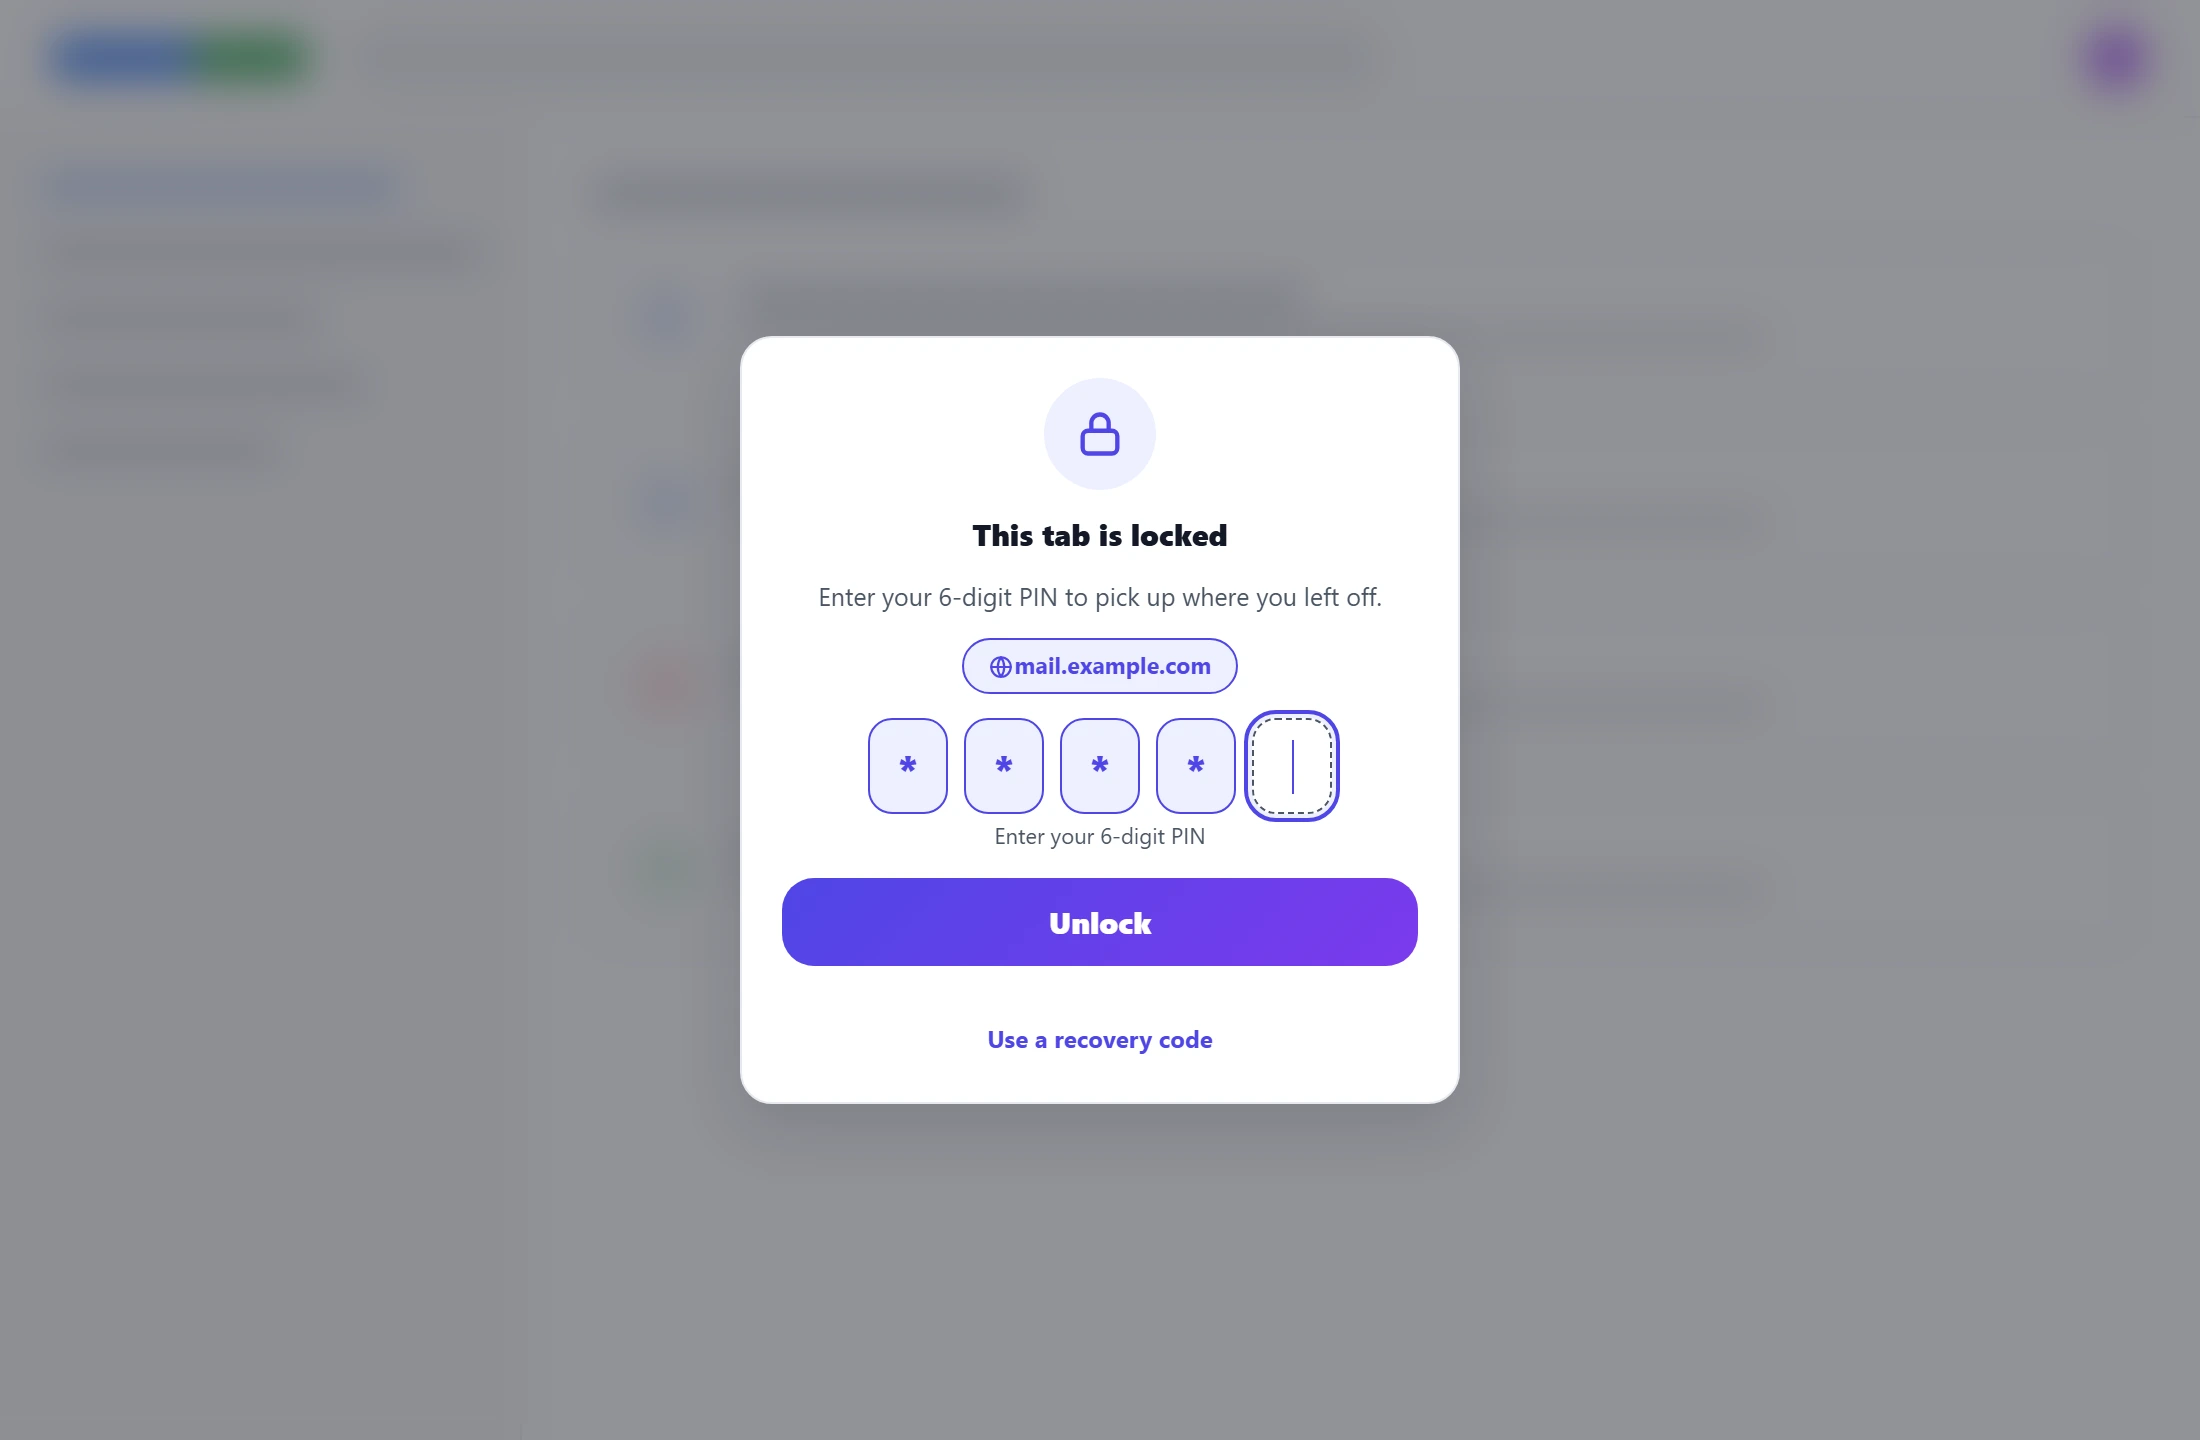 This tab is locked
Enter your 6-digit PIN to pick up where you left off.
mail.example.com
* * * *
Enter your 6-digit PIN
Unlock
Use a recovery code